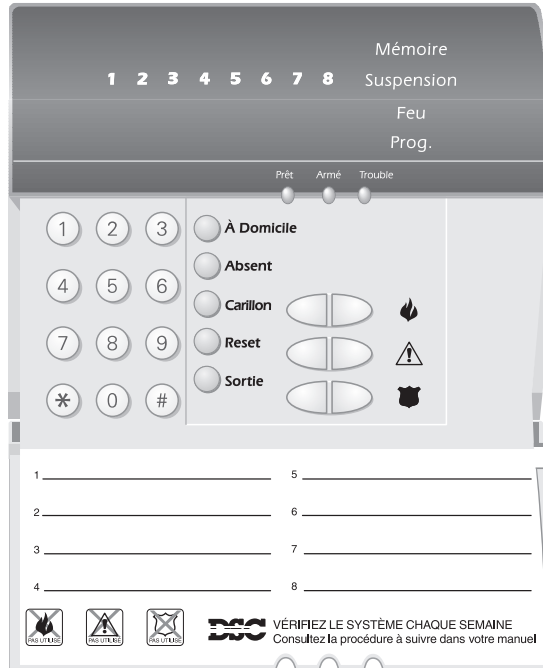 Mémoire
1 2 3 4 5 6 7 8 Suspension
Feu
Prog.
Prêt Armé Trouble
1 2 3
4 5 6
7 8 9
* 0 #
À Domicile
Absent
Carillon
Reset
Sortie
1
2
3
4
5
6
7
8
PAS UTILISÉ
PAS UTILISÉ
PAS UTILISÉ
DSC
VÉRIFIEZ LE SYSTÈME CHAQUE SEMAINE
Consultez la procédure à suivre dans votre manuel